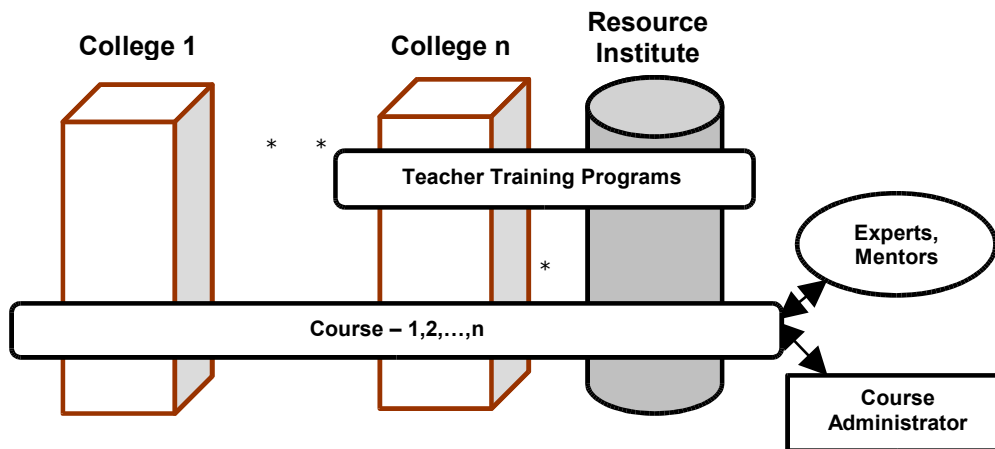 College 1
College n
Resource
Institute
* *
Teacher Training Programs
Experts,
Mentors
*
Course – 1,2,…,n
Course
Administrator